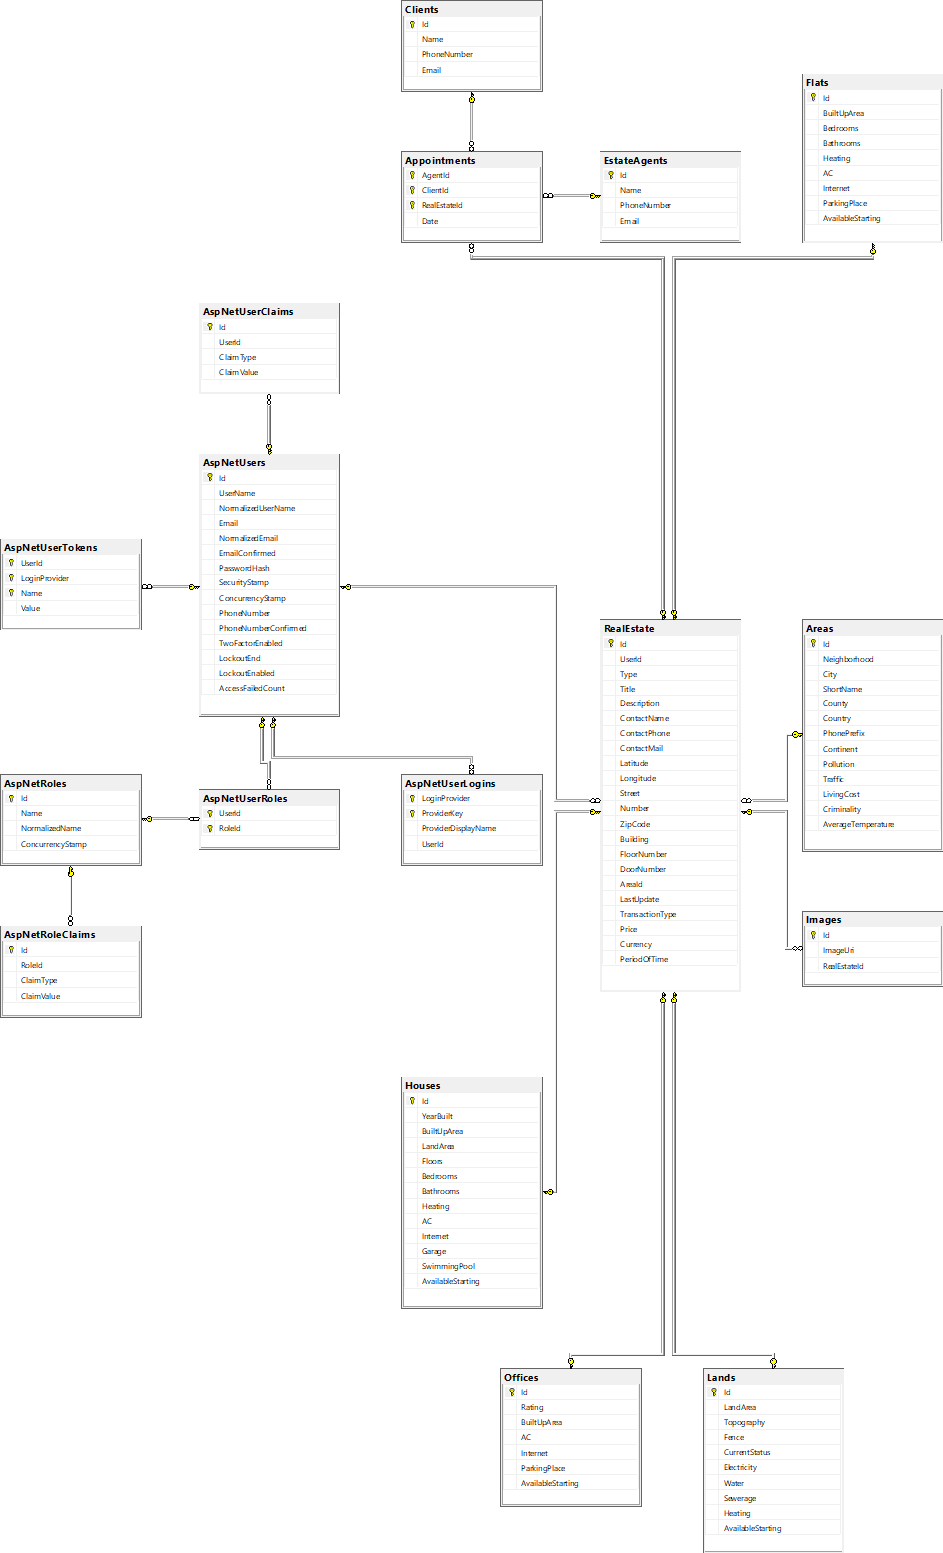 Clients
Id
Name
PhoneNumber
Email
Flats
Id
BuiltUpArea
Bedrooms
Bathrooms
Heating
AC
Internet
ParkingPlace
AvailableStarting
Appointments
AgentId
ClientId
RealEstateId
Date
EstateAgents
Id
Name
PhoneNumber
Email
AspNetUserClaims
Id
UserId
ClaimType
ClaimValue
AspNetUsers
Id
UserName
NormalizedUserName
Email
NormalizedEmail
EmailConfirmed
PasswordHash
SecurityStamp
ConcurrencyStamp
PhoneNumber
PhoneNumberConfirmed
TwoFactorEnabled
LockoutEnd
LockoutEnabled
AccessFailedCount
AspNetUserTokens
UserId
LoginProvider
Name
Value
RealEstate
Id
UserId
Type
Title
Description
ContactName
ContactPhone
ContactMail
Latitude
Longitude
Street
Number
ZipCode
Building
FloorNumber
DoorNumber
AreaId
LastUpdate
TransactionType
Price
Currency
PeriodOfTime
Areas
Id
Neighborhood
City
ShortName
County
Country
PhonePrefix
Continent
Pollution
Traffic
LivingCost
Criminality
AverageTemperature
AspNetRoles
Id
Name
NormalizedName
ConcurrencyStamp
AspNetUserRoles
UserId
RoleId
AspNetUserLogins
LoginProvider
ProviderKey
ProviderDisplayName
UserId
AspNetRoleClaims
Id
RoleId
ClaimType
ClaimValue
Images
Id
ImageUri
RealEstateId
Houses
Id
YearBuilt
BuiltUpArea
LandArea
Floors
Bedrooms
Bathrooms
Heating
AC
Internet
Garage
SwimmingPool
AvailableStarting
Offices
Id
Rating
BuiltUpArea
AC
Internet
ParkingPlace
AvailableStarting
Lands
Id
LandArea
Topography
Fence
CurrentStatus
Electricity
Water
Sewerage
Heating
AvailableStarting